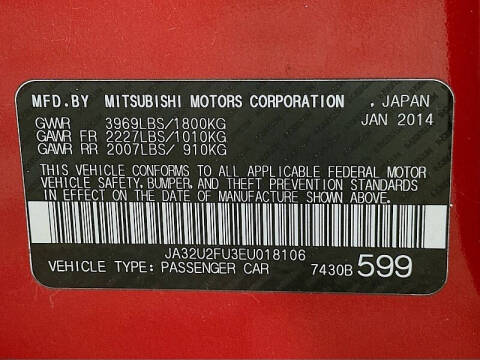 MFD.BY MITSUBISHI MOTORS CORPORATION . JAPAN
GVWR 3969LBS/1800KG JAN 2014
GAWR FR 2227LBS/1010KG
GAWR RR 2007LBS/ 910KG
THIS VEHICLE CONFORMS TO ALL APPLICABLE FEDERAL MOTOR
VEHICLE SAFETY, BUMPER, AND THEFT PREVENTION STANDARDS
IN EFFECT ON THE DATE OF MANUFACTURE SHOWN ABOVE.
JA32U2FU3EU018106
VEHICLE TYPE: PASSENGER CAR 7430B 599